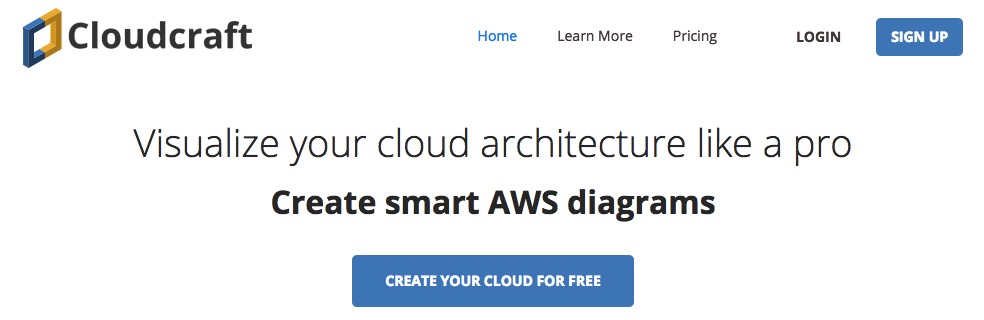 Cloudcraft
Home Learn More Pricing LOGIN SIGN UP
Visualize your cloud architecture like a pro
Create smart AWS diagrams
CREATE YOUR CLOUD FOR FREE